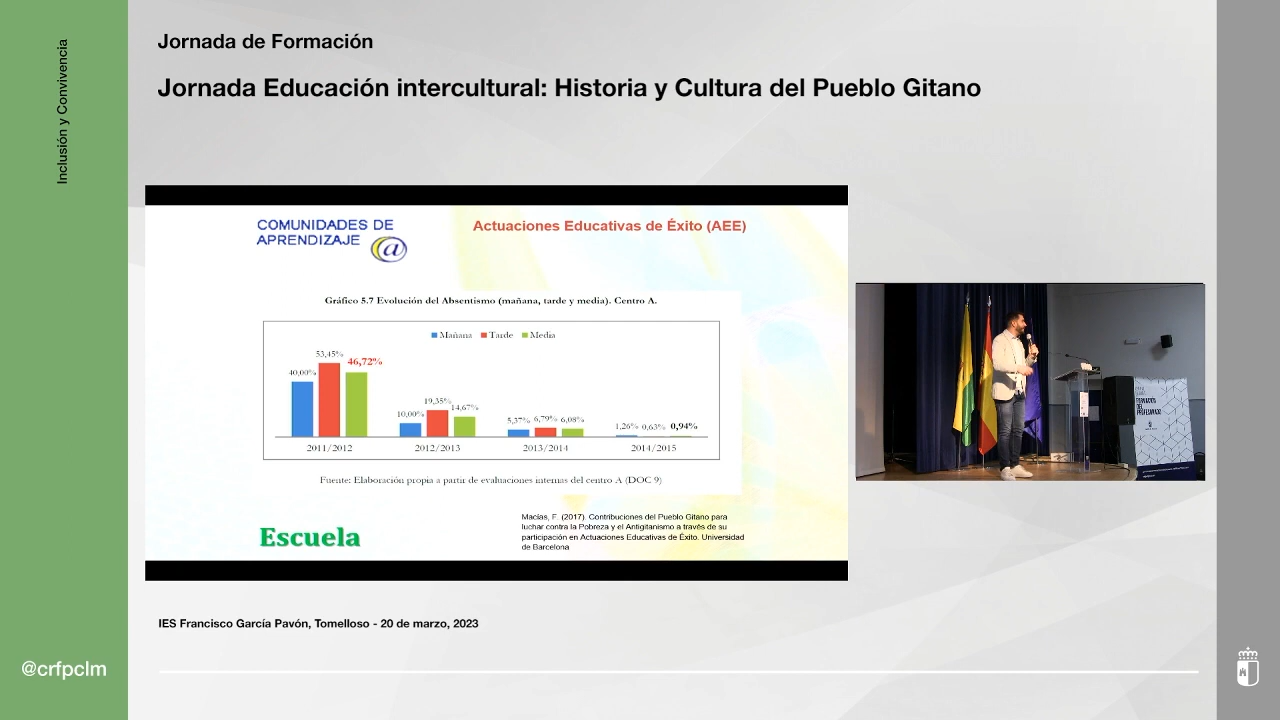 Inclusión y Convivencia
Jornada de Formación
Jornada Educación intercultural: Historia y Cultura del Pueblo Gitano
COMUNIDADES DE
APRENDIZAJE @
Actuaciones Educativas de Éxito (AEE)
Gráfico 5.7 Evolución del Absentismo (mañana, tarde y media). Centro A.
Mañana Tarde Media
40,00% 53,45% 46,72%
10,00% 19,35% 14,67%
5,37% 6,79% 6,08%
1,26% 0,63% 0,94%
2011/2012 2012/2013 2013/2014 2014/2015
Fuente: Elaboración propia a partir de evaluaciones internas del centro A (DOC 9)
Escuela
Macías, F. (2017). Contribuciones del Pueblo Gitano para
luchar contra la Pobreza y el Antigitanismo a través de su
participación en Actuaciones Educativas de Éxito. Universidad
de Barcelona
IES Francisco García Pavón, Tomelloso - 20 de marzo, 2023
@crfpclm